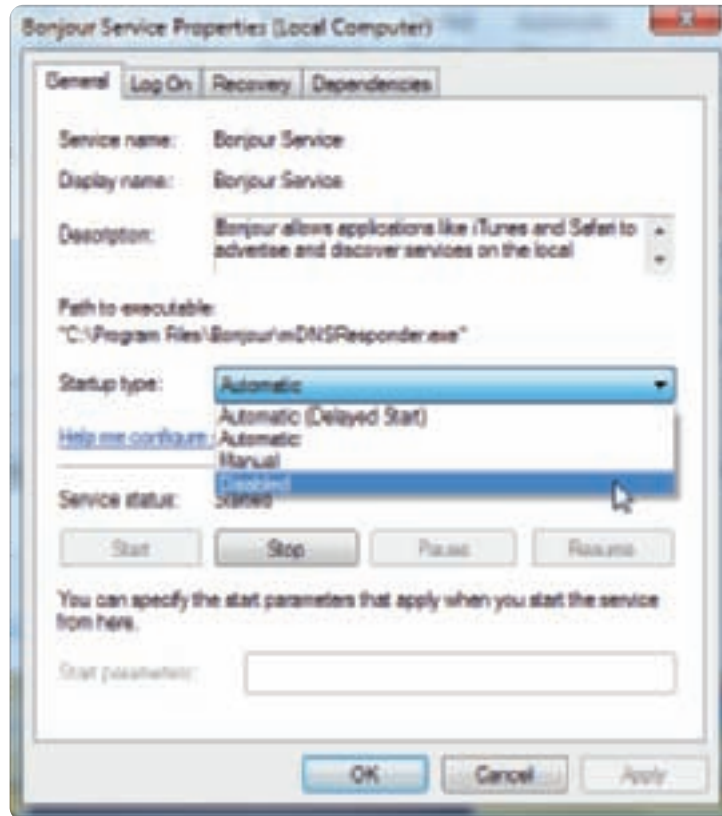 Bonjour Service Properties (Local Computer)
General Log On Recovery Dependencies
Service name: Bonjour Service
Display name: Bonjour Service
Description: Bonjour allows applications like iTunes and Safari to
advertise and discover services on the local
Path to executable:
"C:\Program Files\Bonjour\mDNSResponder.exe"
Startup type: Automatic
Automatic (Delayed Start)
Help me configure Automatic
Manual
Disabled
Service status: Started
Start Stop Pause Resume
You can specify the start parameters that apply when you start the service
from here.
Start parameters:
OK Cancel Apply